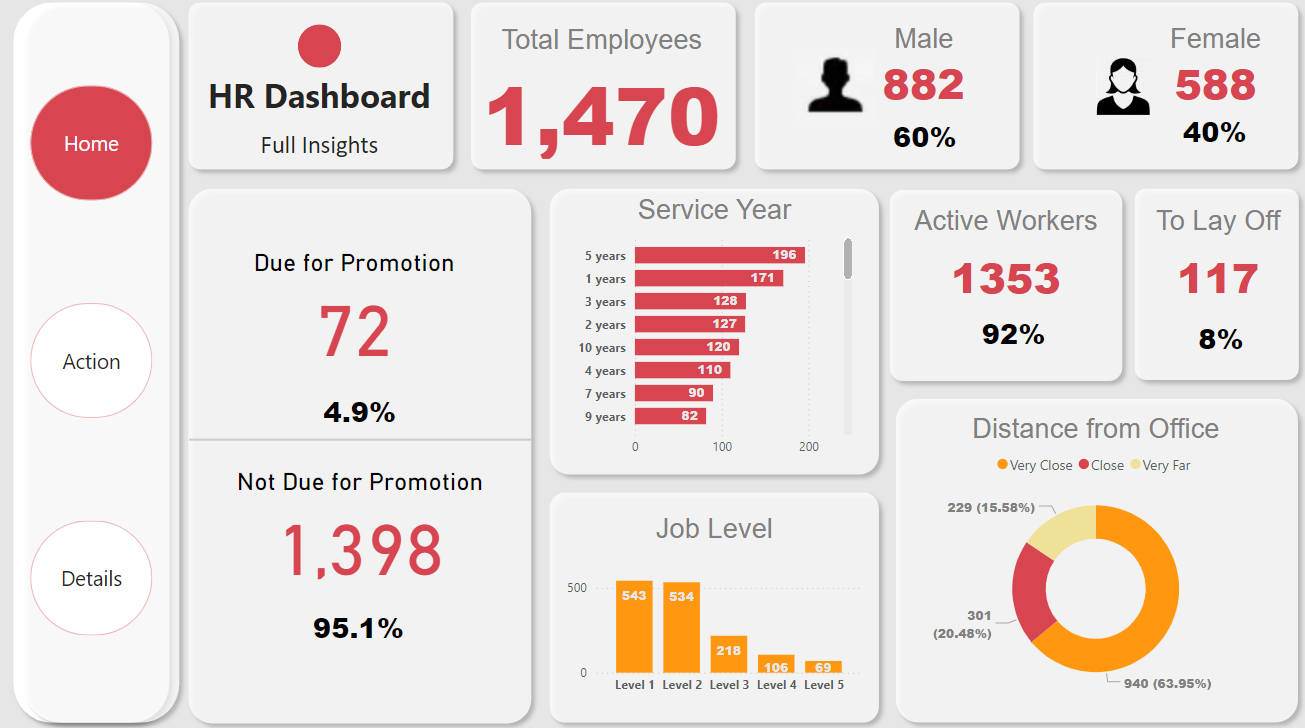 Home
Action
Details
HR Dashboard
Full Insights
Total Employees
1,470
Male
882
60%
Female
588
40%
Due for Promotion
72
4.9%
Not Due for Promotion
1,398
95.1%
Service Year
5 years 196
1 years 171
3 years 128
2 years 127
10 years 120
4 years 110
7 years 90
9 years 82
0 100 200
Job Level
500
0
543 534 218 106 69
Level 1 Level 2 Level 3 Level 4 Level 5
Active Workers
1353
92%
To Lay Off
117
8%
Distance from Office
Very Close Close Very Far
229 (15.58%)
301
(20.48%)
940 (63.95%)